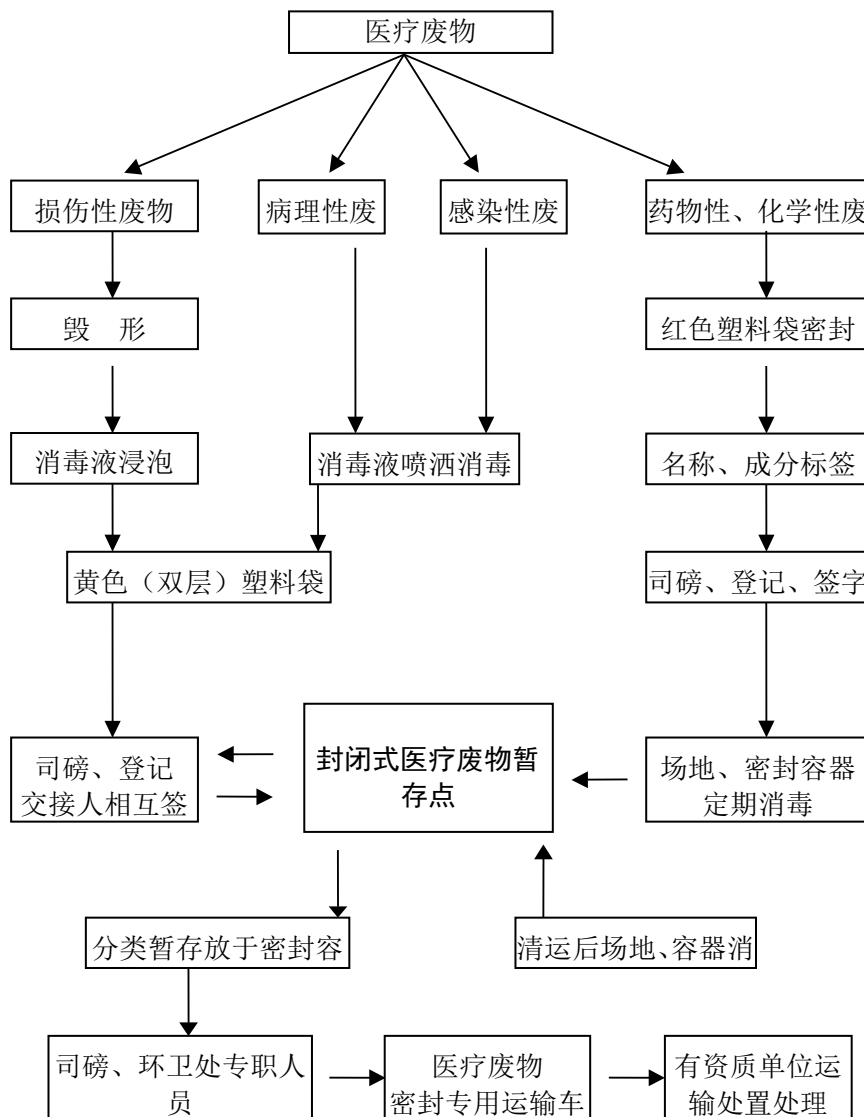 医疗废物
损伤性废物
病理性废
感染性废
药物性、化学性废
毁 形
红色塑料袋密封
消毒液浸泡
消毒液喷洒消毒
名称、成分标签
黄色（双层）塑料袋
司磅、登记、签字
司磅、登记
交接人相互签
封闭式医疗废物暂
存点
场地、密封容器
定期消毒
分类暂存放于密封容
清运后场地、容器消
司磅、环卫处专职人
员
医疗废物
密封专用运输车
有资质单位运
输处置处理